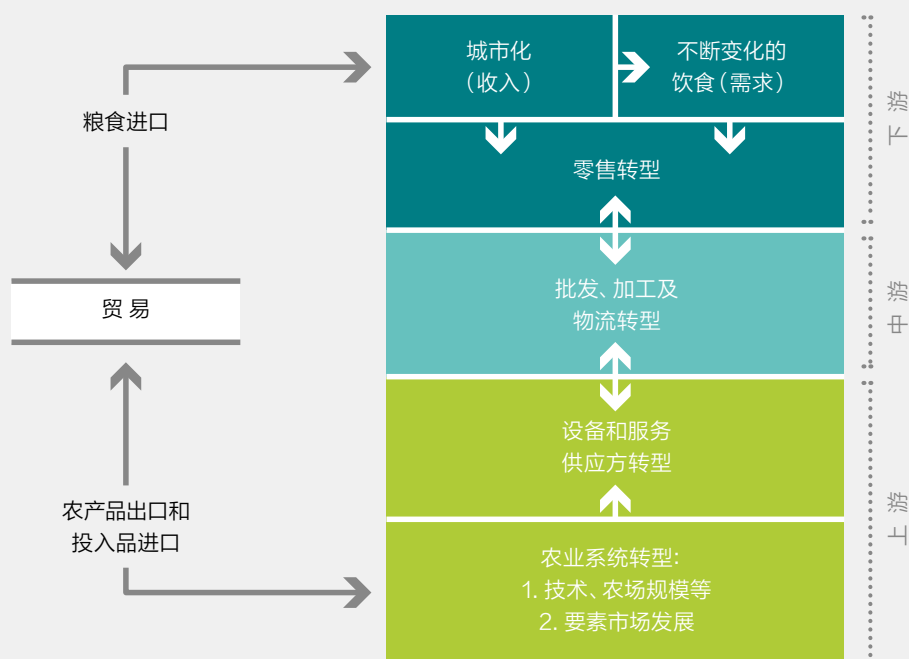 城市化
（收入）
不断变化的
饮食（需求）
粮食进口
零售转型
下游
贸易
批发、加工及
物流转型
中游
设备和服务
供应方转型
农产品出口和
投入品进口
农业系统转型:
1. 技术、农场规模等
2. 要素市场发展
上游